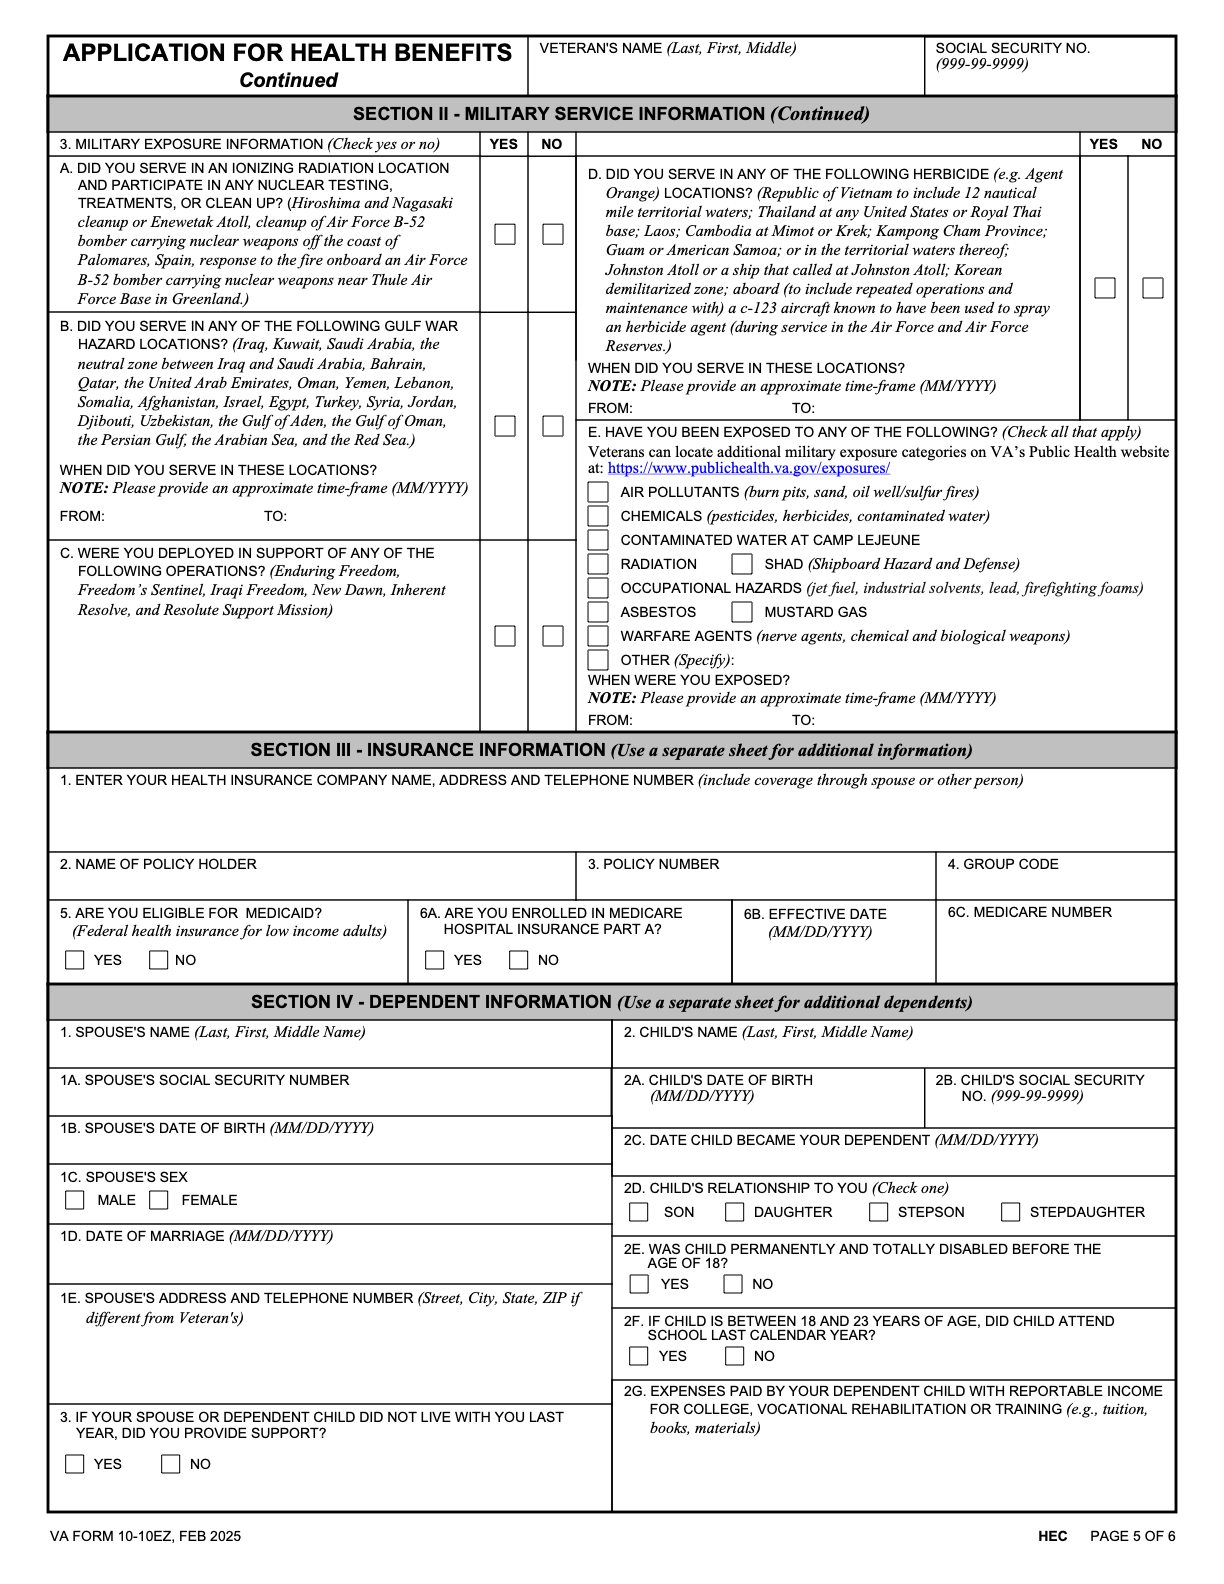 APPLICATION FOR HEALTH BENEFITS
Continued
VETERAN'S NAME (Last, First, Middle)
SOCIAL SECURITY NO.
(999-99-9999)
SECTION II - MILITARY SERVICE INFORMATION (Continued)
3. MILITARY EXPOSURE INFORMATION (Check yes or no)
YES
NO
A. DID YOU SERVE IN AN IONIZING RADIATION LOCATION
AND PARTICIPATE IN ANY NUCLEAR TESTING,
TREATMENTS, OR CLEAN UP? (Hiroshima and Nagasaki
cleanup or Enewetak Atoll, cleanup of Air Force B-52
bomber carrying nuclear weapons off the coast of
Palomares, Spain, response to the fire onboard an Air Force
B-52 bomber carrying nuclear weapons near Thule Air
Force Base in Greenland.)
B. DID YOU SERVE IN ANY OF THE FOLLOWING GULF WAR
HAZARD LOCATIONS? (Iraq, Kuwait, Saudi Arabia, the
neutral zone between Iraq and Saudi Arabia, Bahrain,
Qatar, the United Arab Emirates, Oman, Yemen, Lebanon,
Somalia, Afghanistan, Israel, Egypt, Turkey, Syria, Jordan,
Djibouti, Uzbekistan, the Gulf of Aden, the Gulf of Oman,
the Persian Gulf, the Arabian Sea, and the Red Sea.)
WHEN DID YOU SERVE IN THESE LOCATIONS?
NOTE: Please provide an approximate time-frame (MM/YYYY)
FROM: TO:
C. WERE YOU DEPLOYED IN SUPPORT OF ANY OF THE
FOLLOWING OPERATIONS? (Enduring Freedom,
Freedom's Sentinel, Iraqi Freedom, New Dawn, Inherent
Resolve, and Resolute Support Mission)
YES
NO
D. DID YOU SERVE IN ANY OF THE FOLLOWING HERBICIDE (e.g. Agent
Orange) LOCATIONS? (Republic of Vietnam to include 12 nautical
mile territorial waters; Thailand at any United States or Royal Thai
base; Laos; Cambodia at Mimot or Krek; Kampong Cham Province;
Guam or American Samoa; or in the territorial waters thereof;
Johnston Atoll or a ship that called at Johnston Atoll; Korean
demilitarized zone; aboard (to include repeated operations and
maintenance with) a c-123 aircraft known to have been used to spray
an herbicide agent (during service in the Air Force and Air Force
Reserves.)
WHEN DID YOU SERVE IN THESE LOCATIONS?
NOTE: Please provide an approximate time-frame (MM/YYYY)
FROM: TO:
E. HAVE YOU BEEN EXPOSED TO ANY OF THE FOLLOWING? (Check all that apply)
Veterans can locate additional military exposure categories on VA's Public Health website
at: https://www.publichealth.va.gov/exposures/
AIR POLLUTANTS (burn pits, sand, oil well/sulfur fires)
CHEMICALS (pesticides, herbicides, contaminated water)
CONTAMINATED WATER AT CAMP LEJEUNE
RADIATION SHAD (Shipboard Hazard and Defense)
OCCUPATIONAL HAZARDS (jet fuel, industrial solvents, lead, firefighting foams)
ASBESTOS MUSTARD GAS
WARFARE AGENTS (nerve agents, chemical and biological weapons)
OTHER (Specify):
WHEN WERE YOU EXPOSED?
NOTE: Please provide an approximate time-frame (MM/YYYY)
FROM: TO:
SECTION III - INSURANCE INFORMATION (Use a separate sheet for additional information)
1. ENTER YOUR HEALTH INSURANCE COMPANY NAME, ADDRESS AND TELEPHONE NUMBER (include coverage through spouse or other person)
2. NAME OF POLICY HOLDER
3. POLICY NUMBER
4. GROUP CODE
5. ARE YOU ELIGIBLE FOR MEDICAID?
(Federal health insurance for low income adults)
YES NO
6A. ARE YOU ENROLLED IN MEDICARE
HOSPITAL INSURANCE PART A?
YES NO
6B. EFFECTIVE DATE
(MM/DD/YYYY)
6C. MEDICARE NUMBER
SECTION IV - DEPENDENT INFORMATION (Use a separate sheet for additional dependents)
1. SPOUSE'S NAME (Last, First, Middle Name)
1A. SPOUSE'S SOCIAL SECURITY NUMBER
1B. SPOUSE'S DATE OF BIRTH (MM/DD/YYYY)
1C. SPOUSE'S SEX
MALE FEMALE
1D. DATE OF MARRIAGE (MM/DD/YYYY)
1E. SPOUSE'S ADDRESS AND TELEPHONE NUMBER (Street, City, State, ZIP if
different from Veteran's)
3. IF YOUR SPOUSE OR DEPENDENT CHILD DID NOT LIVE WITH YOU LAST
YEAR, DID YOU PROVIDE SUPPORT?
YES NO
2. CHILD'S NAME (Last, First, Middle Name)
2A. CHILD'S DATE OF BIRTH
(MM/DD/YYYY)
2B. CHILD'S SOCIAL SECURITY
NO. (999-99-9999)
2C. DATE CHILD BECAME YOUR DEPENDENT (MM/DD/YYYY)
2D. CHILD'S RELATIONSHIP TO YOU (Check one)
SON DAUGHTER STEPSON STEPDAUGHTER
2E. WAS CHILD PERMANENTLY AND TOTALLY DISABLED BEFORE THE
AGE OF 18?
YES NO
2F. IF CHILD IS BETWEEN 18 AND 23 YEARS OF AGE, DID CHILD ATTEND
SCHOOL LAST CALENDAR YEAR?
YES NO
2G. EXPENSES PAID BY YOUR DEPENDENT CHILD WITH REPORTABLE INCOME
FOR COLLEGE, VOCATIONAL REHABILITATION OR TRAINING (e.g., tuition,
books, materials)
VA FORM 10-10EZ, FEB 2025
HEC PAGE 5 OF 6